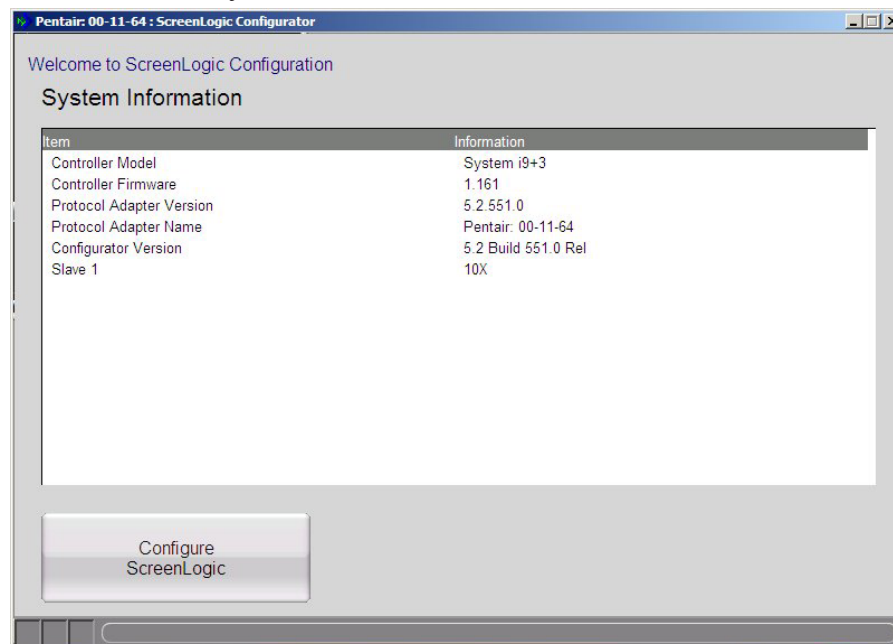 Pentair: 00-11-64 : ScreenLogic Configurator
Welcome to ScreenLogic Configuration
System Information
Item Information
Controller Model System i9+3
Controller Firmware 1.161
Protocol Adapter Version 5.2.551.0
Protocol Adapter Name Pentair: 00-11-64
Configurator Version 5.2 Build 551.0 Rel
Slave 1 10X
Configure
ScreenLogic